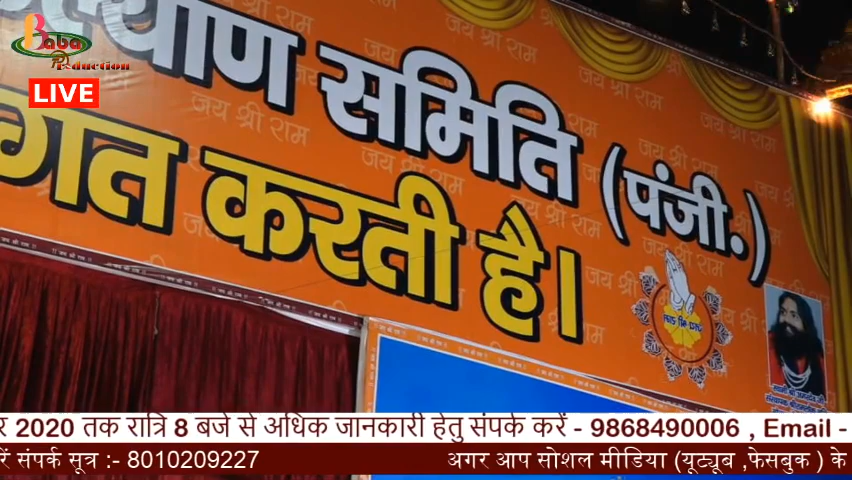 Baba Production
LIVE
ल्याण समिति (पंजी.)
गत करती है।
जय श्री राम
र 2020 तक रात्रि 8 बजे से अधिक जानकारी हेतु संपर्क करें - 9868490006 , Email -
रें संपर्क सूत्र :- 8010209227 अगर आप सोशल मीडिया (यूट्यूब ,फेसबुक ) के